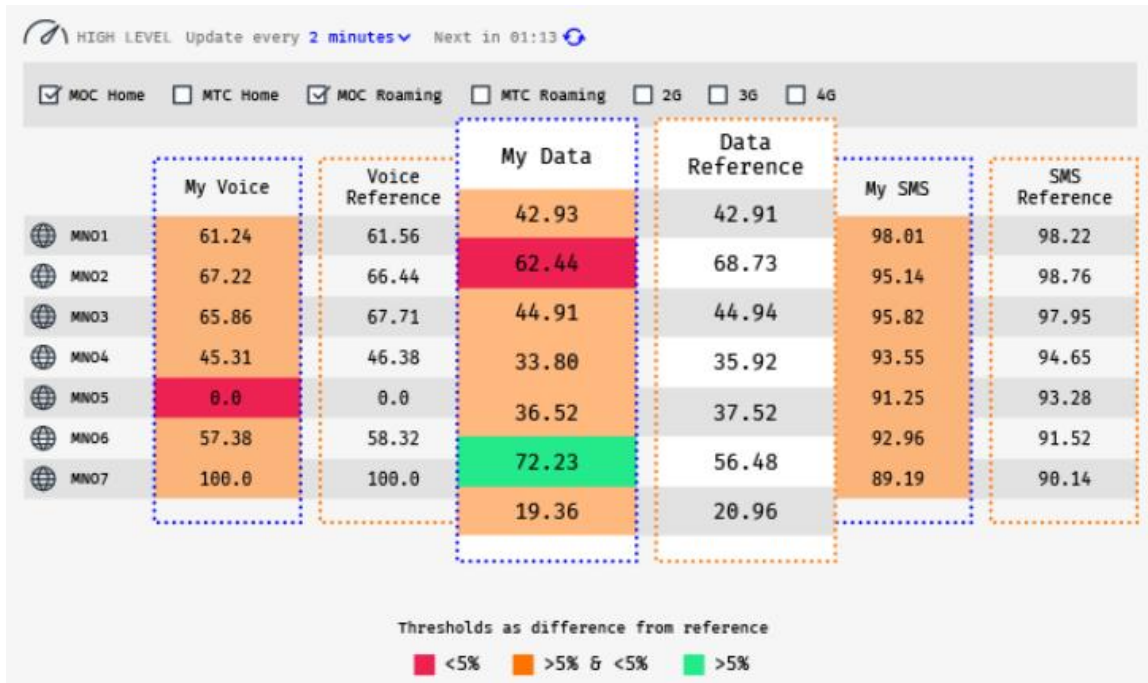 HIGH LEVEL Update every 2 minutes Next in 01:13
MOC Home MTC Home MOC Roaming MTC Roaming 2G 3G 4G
My Voice Voice Reference My Data Data Reference My SMS SMS Reference
MNO1 61.24 61.56 42.93 42.91 98.01 98.22
MNO2 67.22 66.44 62.44 68.73 95.14 98.76
MNO3 65.86 67.71 44.91 44.94 95.82 97.95
MNO4 45.31 46.38 33.80 35.92 93.55 94.65
MNO5 0.0 0.0 36.52 37.52 91.25 93.28
MNO6 57.38 58.32 72.23 56.48 92.96 91.52
MNO7 100.0 100.0 19.36 20.96 89.19 90.14
Thresholds as difference from reference
<5% >5% & <5% >5%